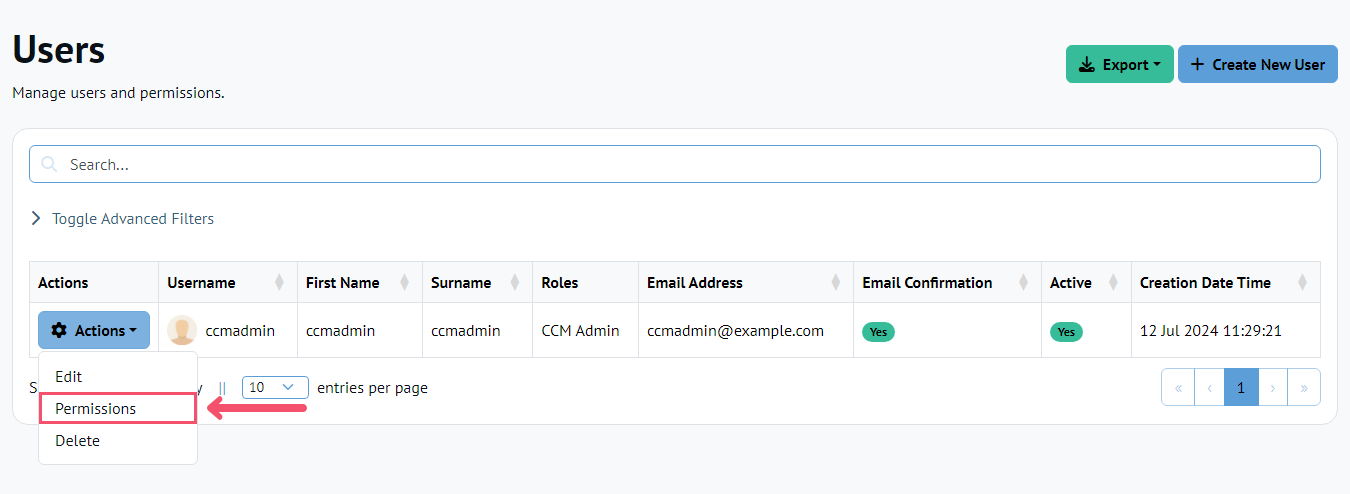 Users
Export
Create New User
Manage users and permissions.
Search...
Toggle Advanced Filters
Actions Username First Name Surname Roles Email Address Email Confirmation Active Creation Date Time
Actions ccmadmin ccmadmin ccmadmin CCM Admin ccmadmin@example.com Yes Yes 12 Jul 2024 11:29:21
Edit
|| 10 entries per page « ‹ 1 › »
Permissions
Delete